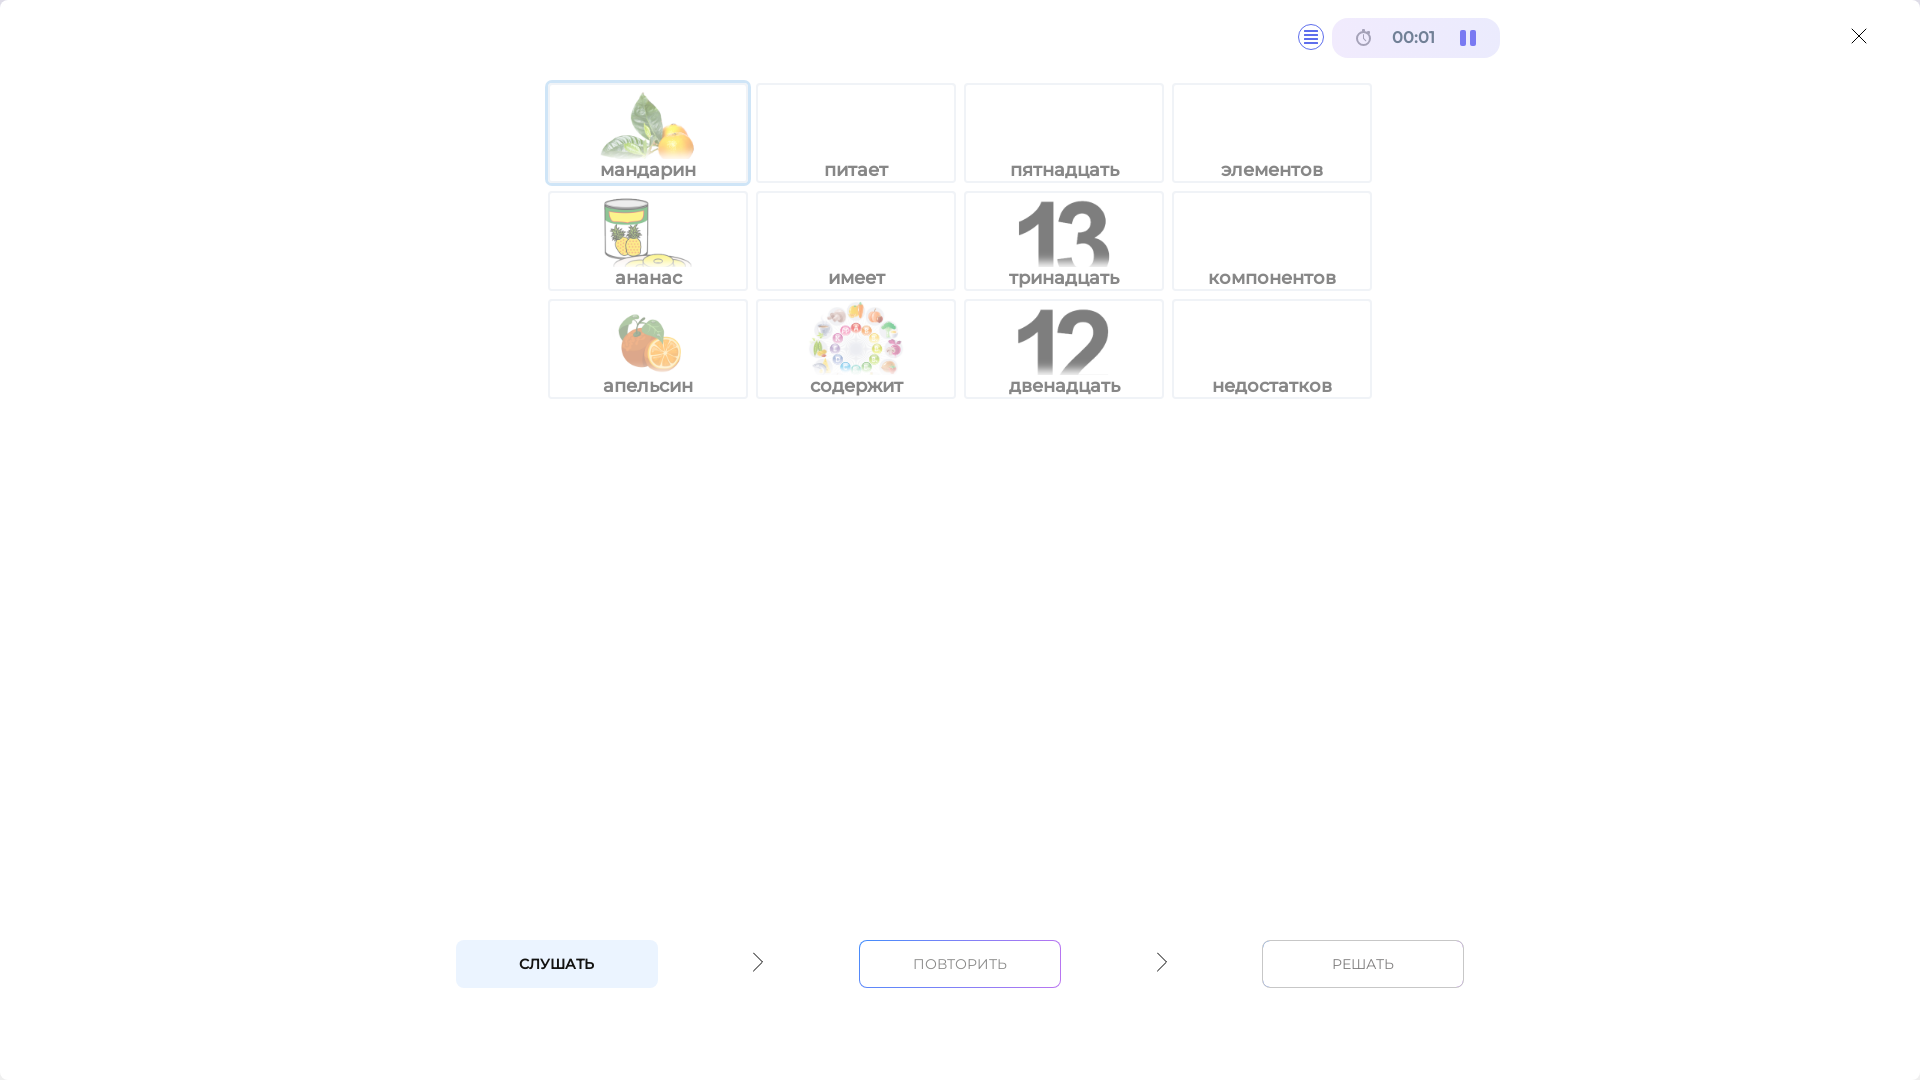 00:01
мандарин
питает
пятнадцать
элементов
13
ананас
имеет
тринадцать
компонентов
12
апельсин
содержит
двенадцать
недостатков
СЛУШАТЬ
ПОВТОРИТЬ
РЕШАТЬ